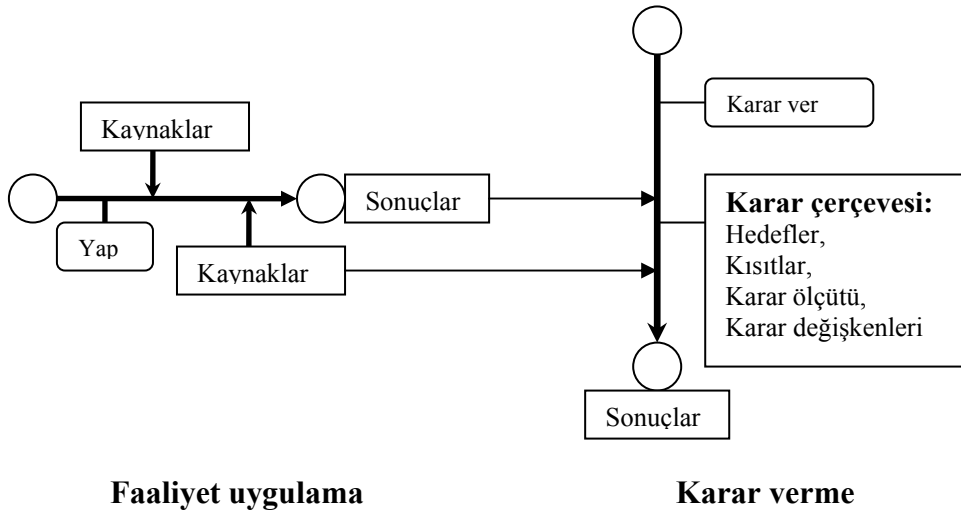 Kaynaklar
Yap
Kaynaklar
Sonuçlar
Karar ver
Karar çerçevesi:
Hedefler,
Kısıtlar,
Karar ölçütü,
Karar değişkenleri
Sonuçlar
Faaliyet uygulama
Karar verme